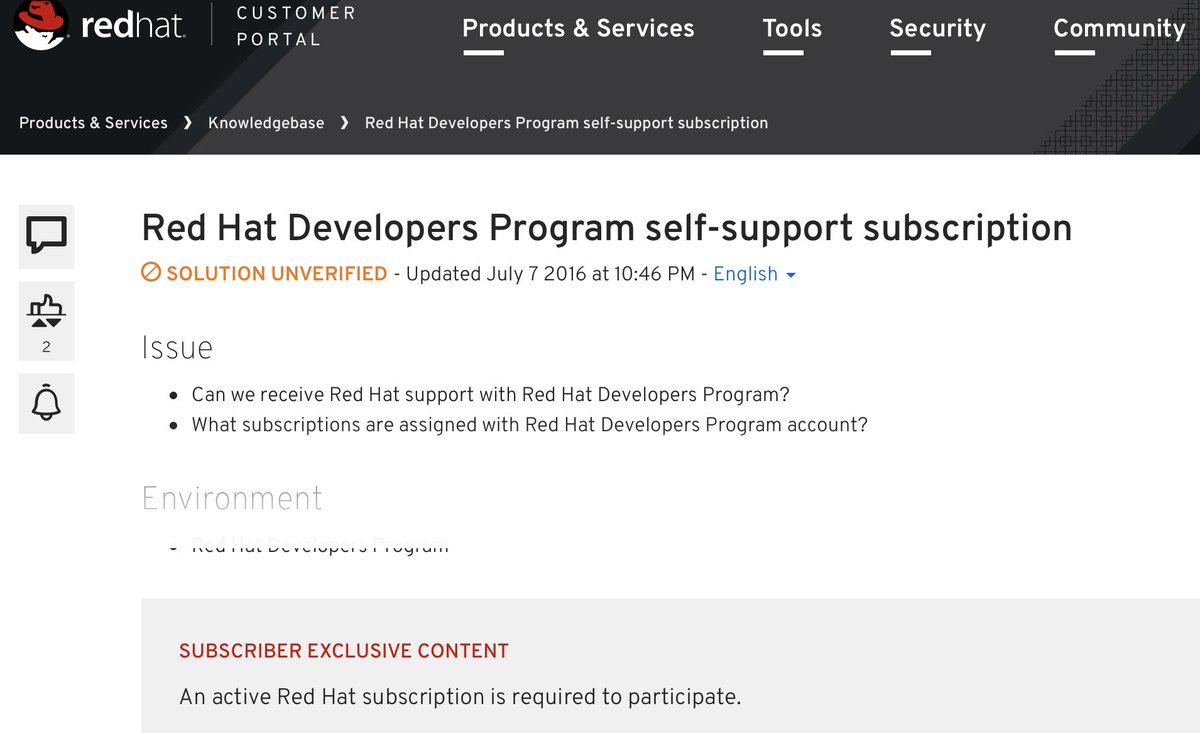 redhat.
CUSTOMER
PORTAL
Products & Services
Tools
Security
Community
Products & Services ❯ Knowledgebase ❯ Red Hat Developers Program self-support subscription
Red Hat Developers Program self-support subscription
SOLUTION UNVERIFIED - Updated July 7 2016 at 10:46 PM - English
2
Issue
• Can we receive Red Hat support with Red Hat Developers Program?
• What subscriptions are assigned with Red Hat Developers Program account?
Environment
• Red Hat Developers Program
SUBSCRIBER EXCLUSIVE CONTENT
An active Red Hat subscription is required to participate.